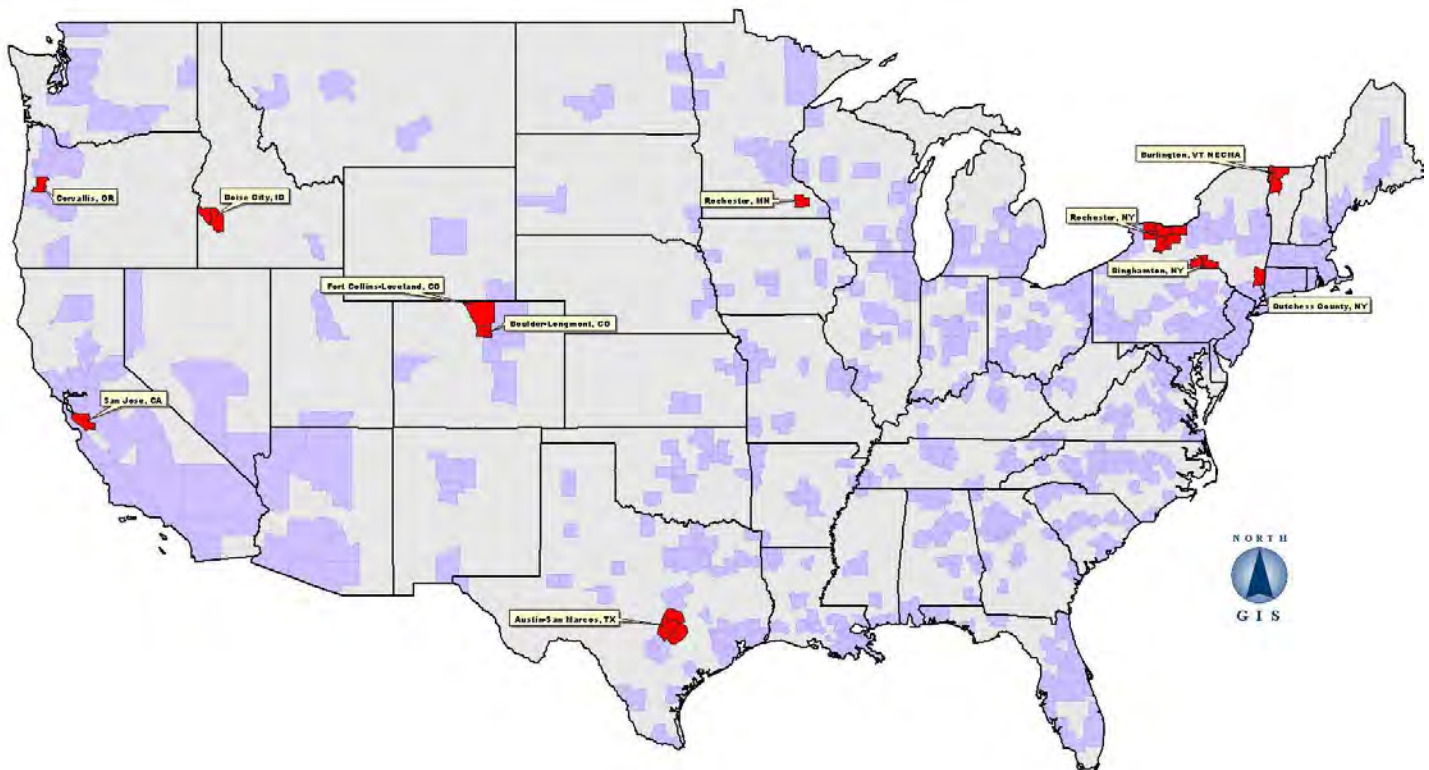 Burlington, VT NECMA
Corvallis, OR
Boise City, ID
Rochester, MN
Rochester, NY
Binghamton, NY
Fort Collins-Loveland, CO
Dutchess County, NY
Boulder-Longmont, CO
San Jose, CA
Austin-San Marcos, TX
NORTH
GIS